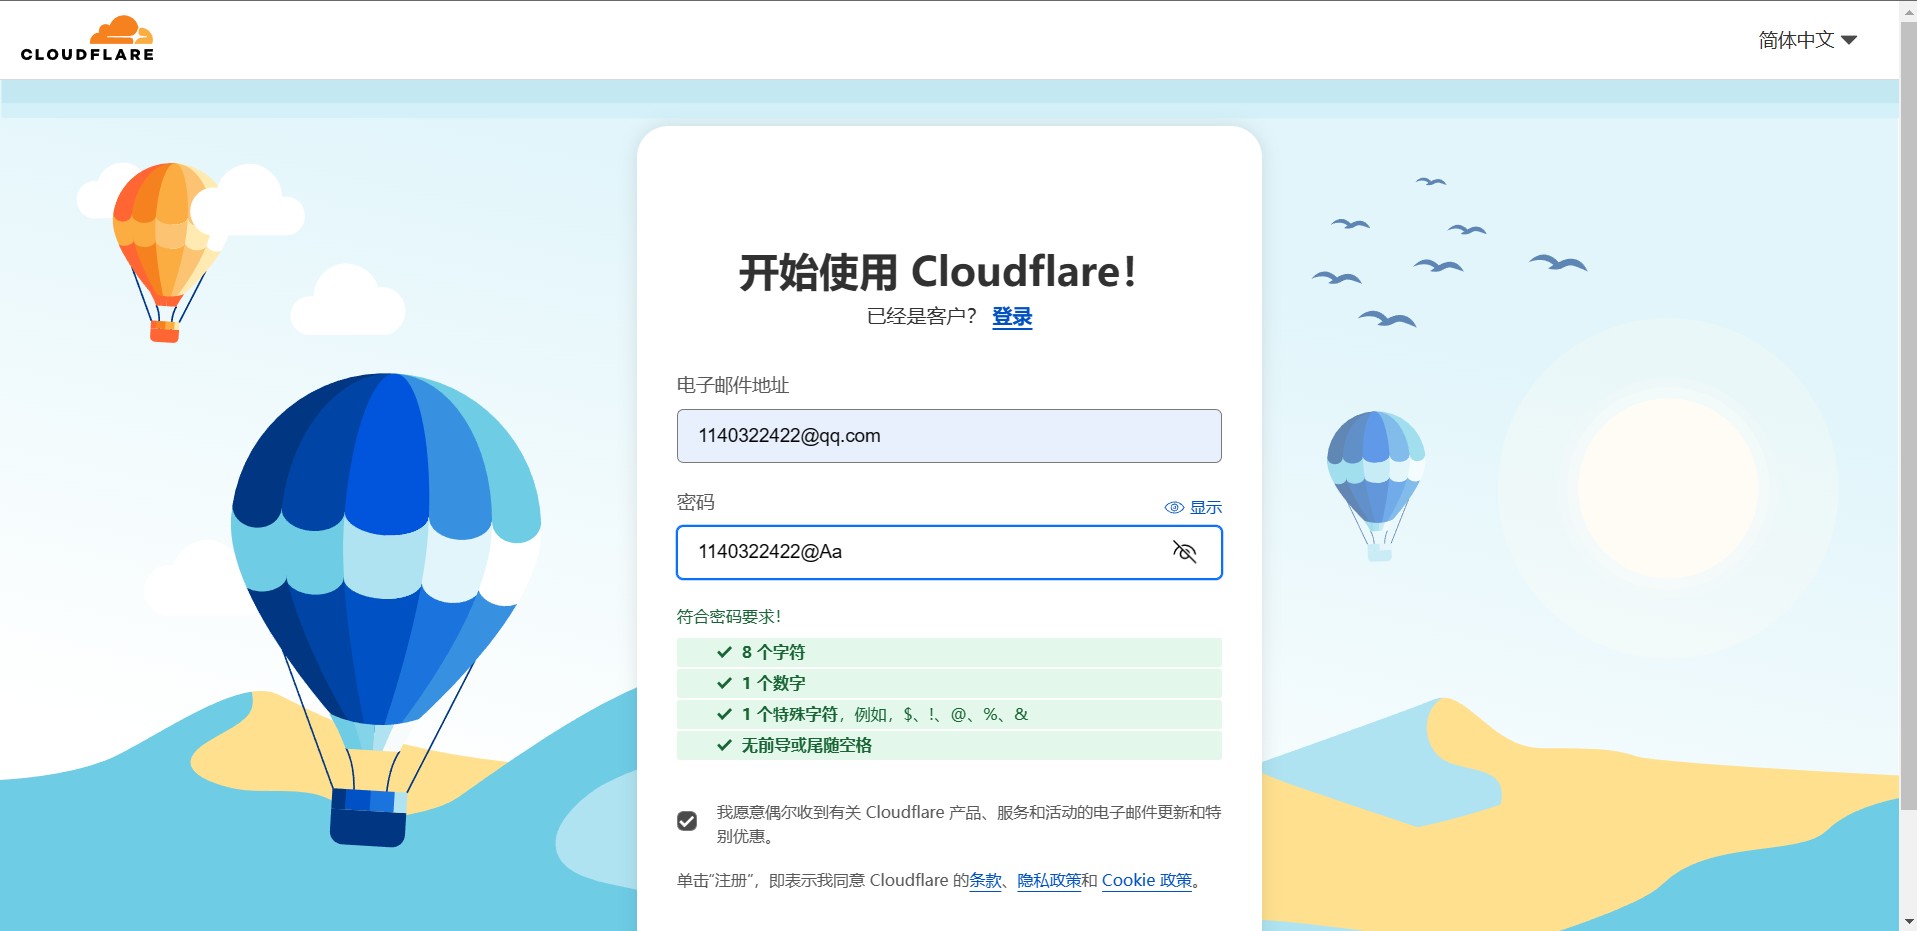 CLOUDFLARE
简体中文
开始使用 Cloudflare！
已经是客户？ 登录
电子邮件地址
1140322422@qq.com
密码
显示
1140322422@Aa
符合密码要求！
8 个字符
1 个数字
1 个特殊字符，例如，$、!、@、%、&
无前导或尾随空格
我愿意偶尔收到有关 Cloudflare 产品、服务和活动的电子邮件更新和特
别优惠。
单击“注册”，即表示我同意 Cloudflare 的条款、隐私政策和 Cookie 政策。